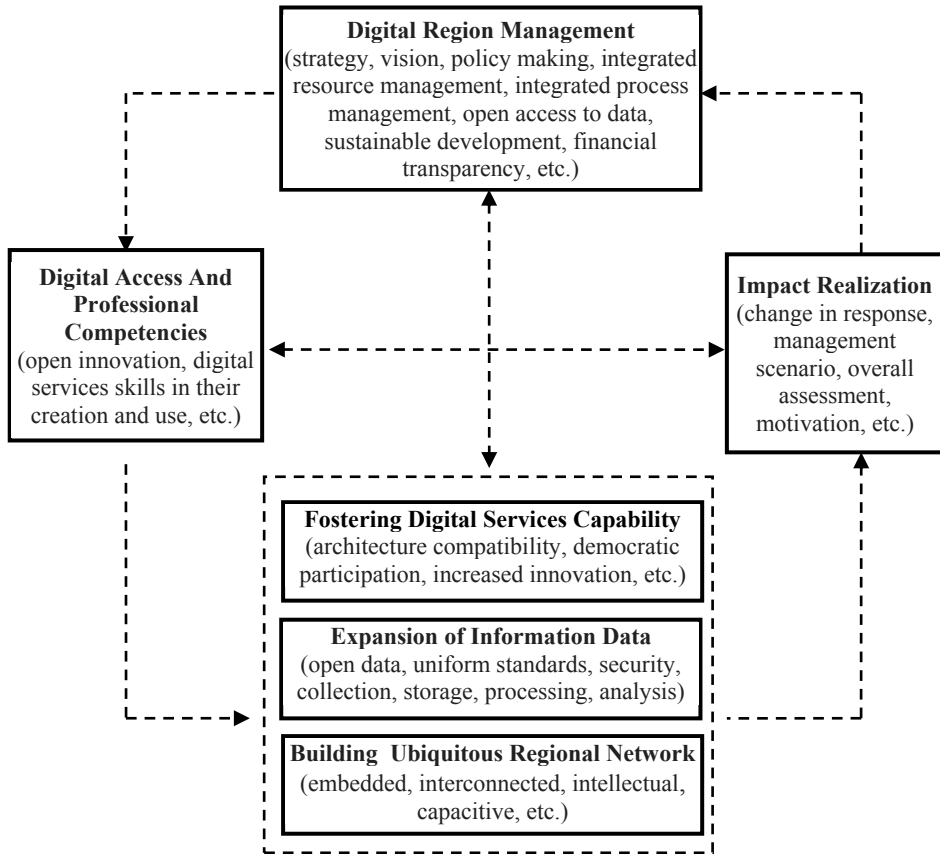 Digital Region Management
(strategy, vision, policy making, integrated
resource management, integrated process
management, open access to data,
sustainable development, financial
transparency, etc.)
Digital Access And
Professional
Competencies
(open innovation, digital
services skills in their
creation and use, etc.)
Impact Realization
(change in response,
management
scenario, overall
assessment,
motivation, etc.)
Fostering Digital Services Capability
(architecture compatibility, democratic
participation, increased innovation, etc.)
Expansion of Information Data
(open data, uniform standards, security,
collection, storage, processing, analysis)
Building Ubiquitous Regional Network
(embedded, interconnected, intellectual,
capacitive, etc.)